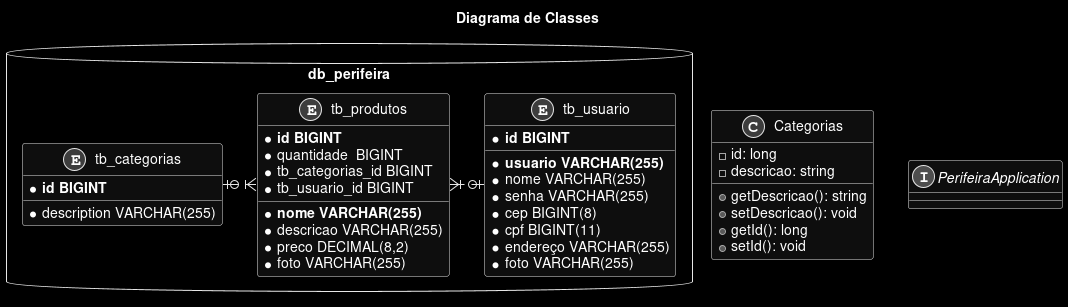 Diagrama de Classes
db_perifeira
E tb_categorias
id BIGINT
description VARCHAR(255)
E tb_produtos
id BIGINT
quantidade  BIGINT
tb_categorias_id BIGINT
tb_usuario_id BIGINT
nome VARCHAR(255)
descricao VARCHAR(255)
preco DECIMAL(8,2)
foto VARCHAR(255)
E tb_usuario
id BIGINT
usuario VARCHAR(255)
nome VARCHAR(255)
senha VARCHAR(255)
cep BIGINT(8)
cpf BIGINT(11)
endereço VARCHAR(255)
foto VARCHAR(255)
C Categorias
id: long
descricao: string
getDescricao(): string
setDescricao(): void
getId(): long
setId(): void
I PerifeiraApplication